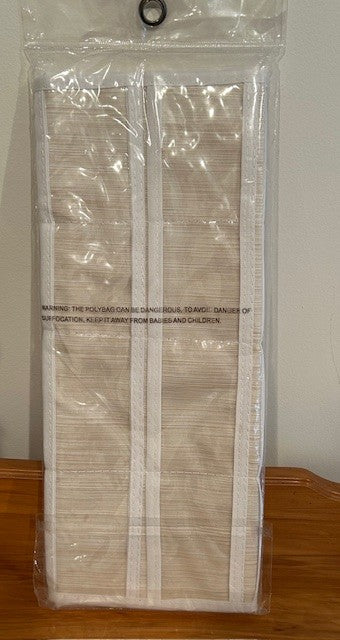 WARNING: THE POLYBAG CAN BE DANGEROUS, TO AVOID DANGER OF
SUFFOCATION, KEEP IT AWAY FROM BABIES AND CHILDREN.